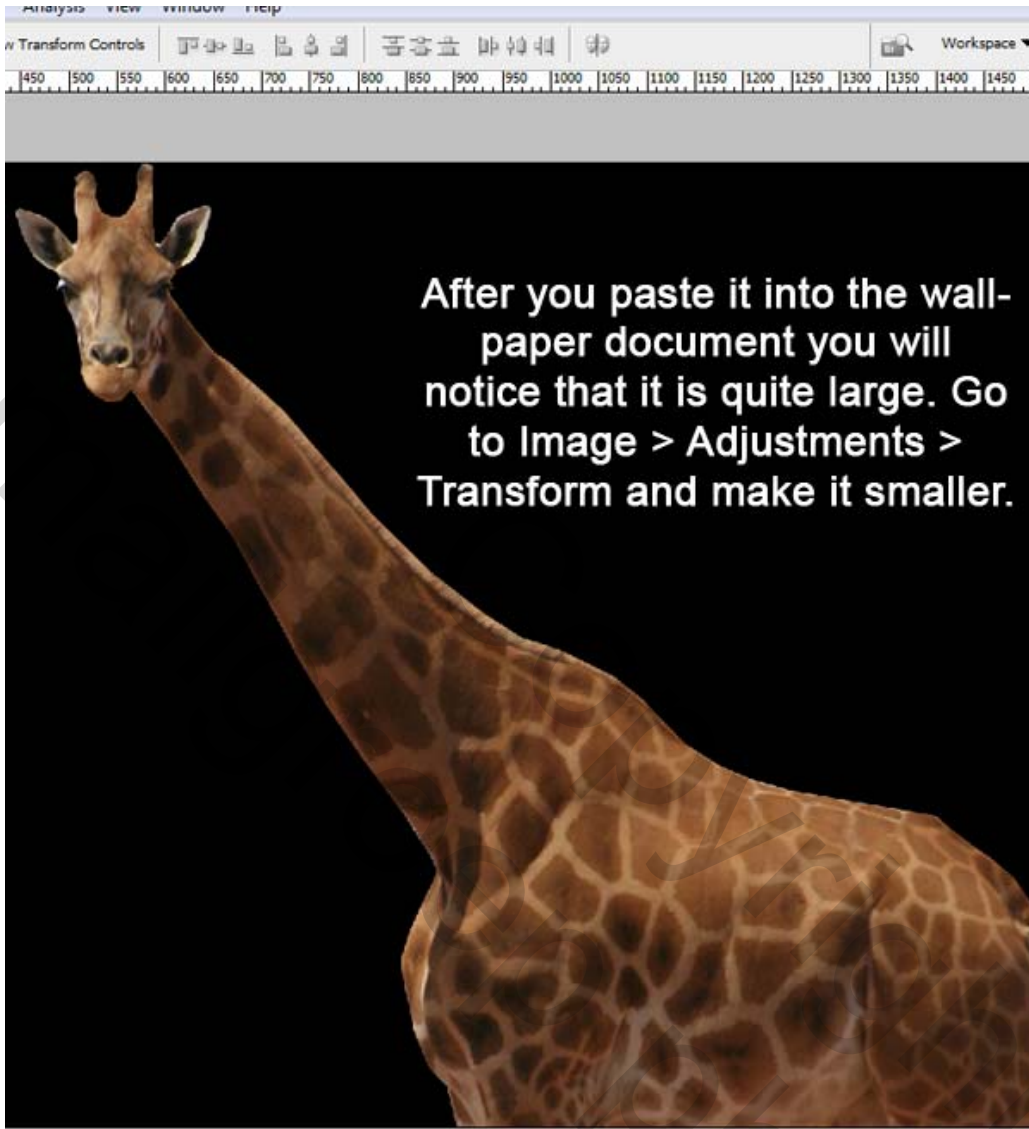 Analysis View Window Help
w Transform Controls Workspace
450 500 550 600 650 700 750 800 850 900 950 1000 1050 1100 1150 1200 1250 1300 1350 1400 1450
After you paste it into the wall-
paper document you will
notice that it is quite large. Go
to Image > Adjustments >
Transform and make it smaller.